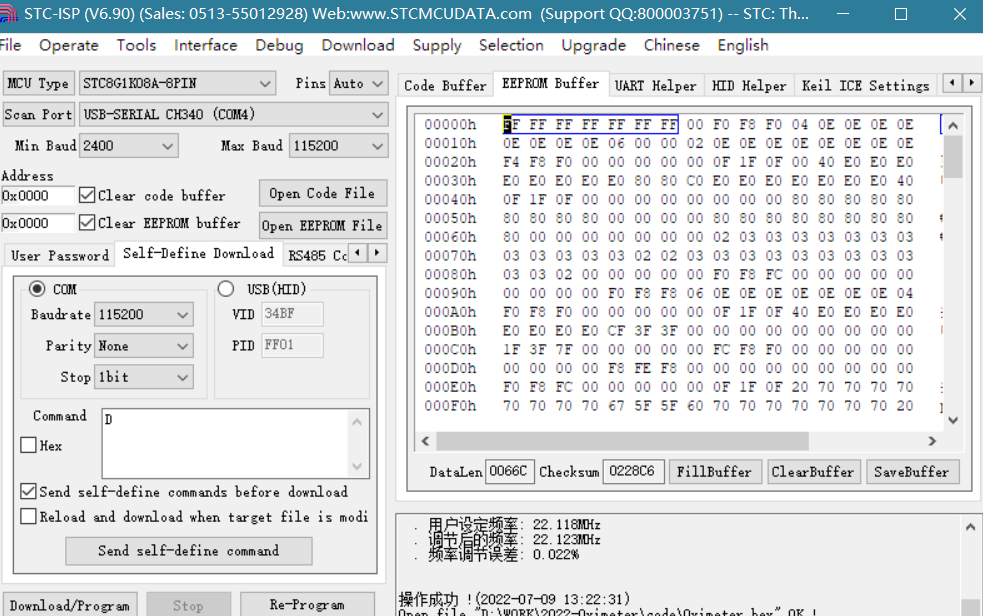 STC-ISP (V6.90) (Sales: 0513-55012928) Web:www.STCMCUDATA.com (Support QQ:800003751) -- STC: Th...
File Operate Tools Interface Debug Download Supply Selection Upgrade Chinese English
MCU Type STC8G1K08A-8PIN Pins Auto
Scan Port USB-SERIAL CH340 (COM4)
Min Baud 2400 Max Baud 115200
Address
0x0000 Clear code buffer Open Code File
0x0000 Clear EEPROM buffer Open EEPROM File
User Password Self-Define Download RS485 Co
COM USB(HID)
Baudrate 115200 VID 34BF
Parity None PID FF01
Stop 1bit
Command D
Hex
Send self-define commands before download
Reload and download when target file is modi
Send self-define command
Download/Program Stop Re-Program
Code Buffer EEPROM Buffer UART Helper HID Helper Keil ICE Settings
00000h FF FF FF FF FF FF FF 00 F0 F8 F0 04 0E 0E 0E 0E
00010h 0E 0E 0E 0E 06 00 00 02 0E 0E 0E 0E 0E 0E 0E 0E
00020h F4 F8 F0 00 00 00 00 00 0F 1F 0F 00 40 E0 E0 E0
00030h E0 E0 E0 E0 E0 80 80 C0 E0 E0 E0 E0 E0 E0 E0 40
00040h 0F 1F 0F 00 00 00 00 00 00 00 00 80 80 80 80 80
00050h 80 80 80 80 80 00 00 00 80 80 80 80 80 80 80 80
00060h 80 00 00 00 00 00 00 00 02 03 03 03 03 03 03 03
00070h 03 03 03 03 03 02 02 03 03 03 03 03 03 03 03 03
00080h 03 03 02 00 00 00 00 00 F0 F8 FC 00 00 00 00 00
00090h 00 00 00 00 F0 F8 F8 06 0E 0E 0E 0E 0E 0E 0E 04
000A0h F0 F8 F0 00 00 00 00 00 0F 1F 0F 40 E0 E0 E0 E0
000B0h E0 E0 E0 E0 CF 3F 3F 00 00 00 00 00 00 00 00 00
000C0h 1F 3F 7F 00 00 00 00 00 FC F8 F0 00 00 00 00 00
000D0h 00 00 00 00 F8 FE F8 00 00 00 00 00 00 00 00 00
000E0h F0 F8 FC 00 00 00 00 00 0F 1F 0F 20 70 70 70 70
000F0h 70 70 70 70 67 5F 5F 60 70 70 70 70 70 70 70 20
DataLen 0066C Checksum 0228C6 FillBuffer ClearBuffer SaveBuffer
. 用户设定频率: 22.118MHz
. 调节后的频率: 22.123MHz
. 频率调节误差: 0.022%
操作成功 !(2022-07-09 13:22:31)
Open file "D:\WORK\2022-Oximeter\code\Oximeter.hex" OK !